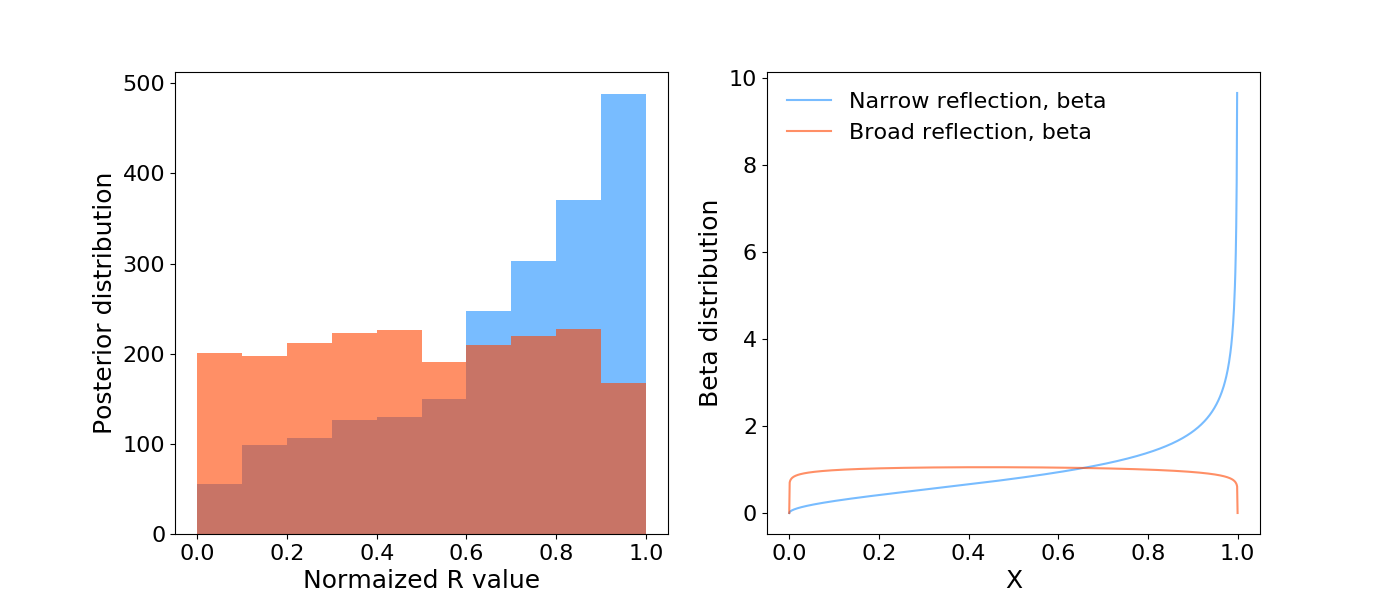 500
400
300
200
100
0
0.0 0.2 0.4 0.6 0.8 1.0
Posterior distribution
Normaized R value
10
8
6
4
2
0
0.0 0.2 0.4 0.6 0.8 1.0
Beta distribution
X
Narrow reflection, beta
Broad reflection, beta